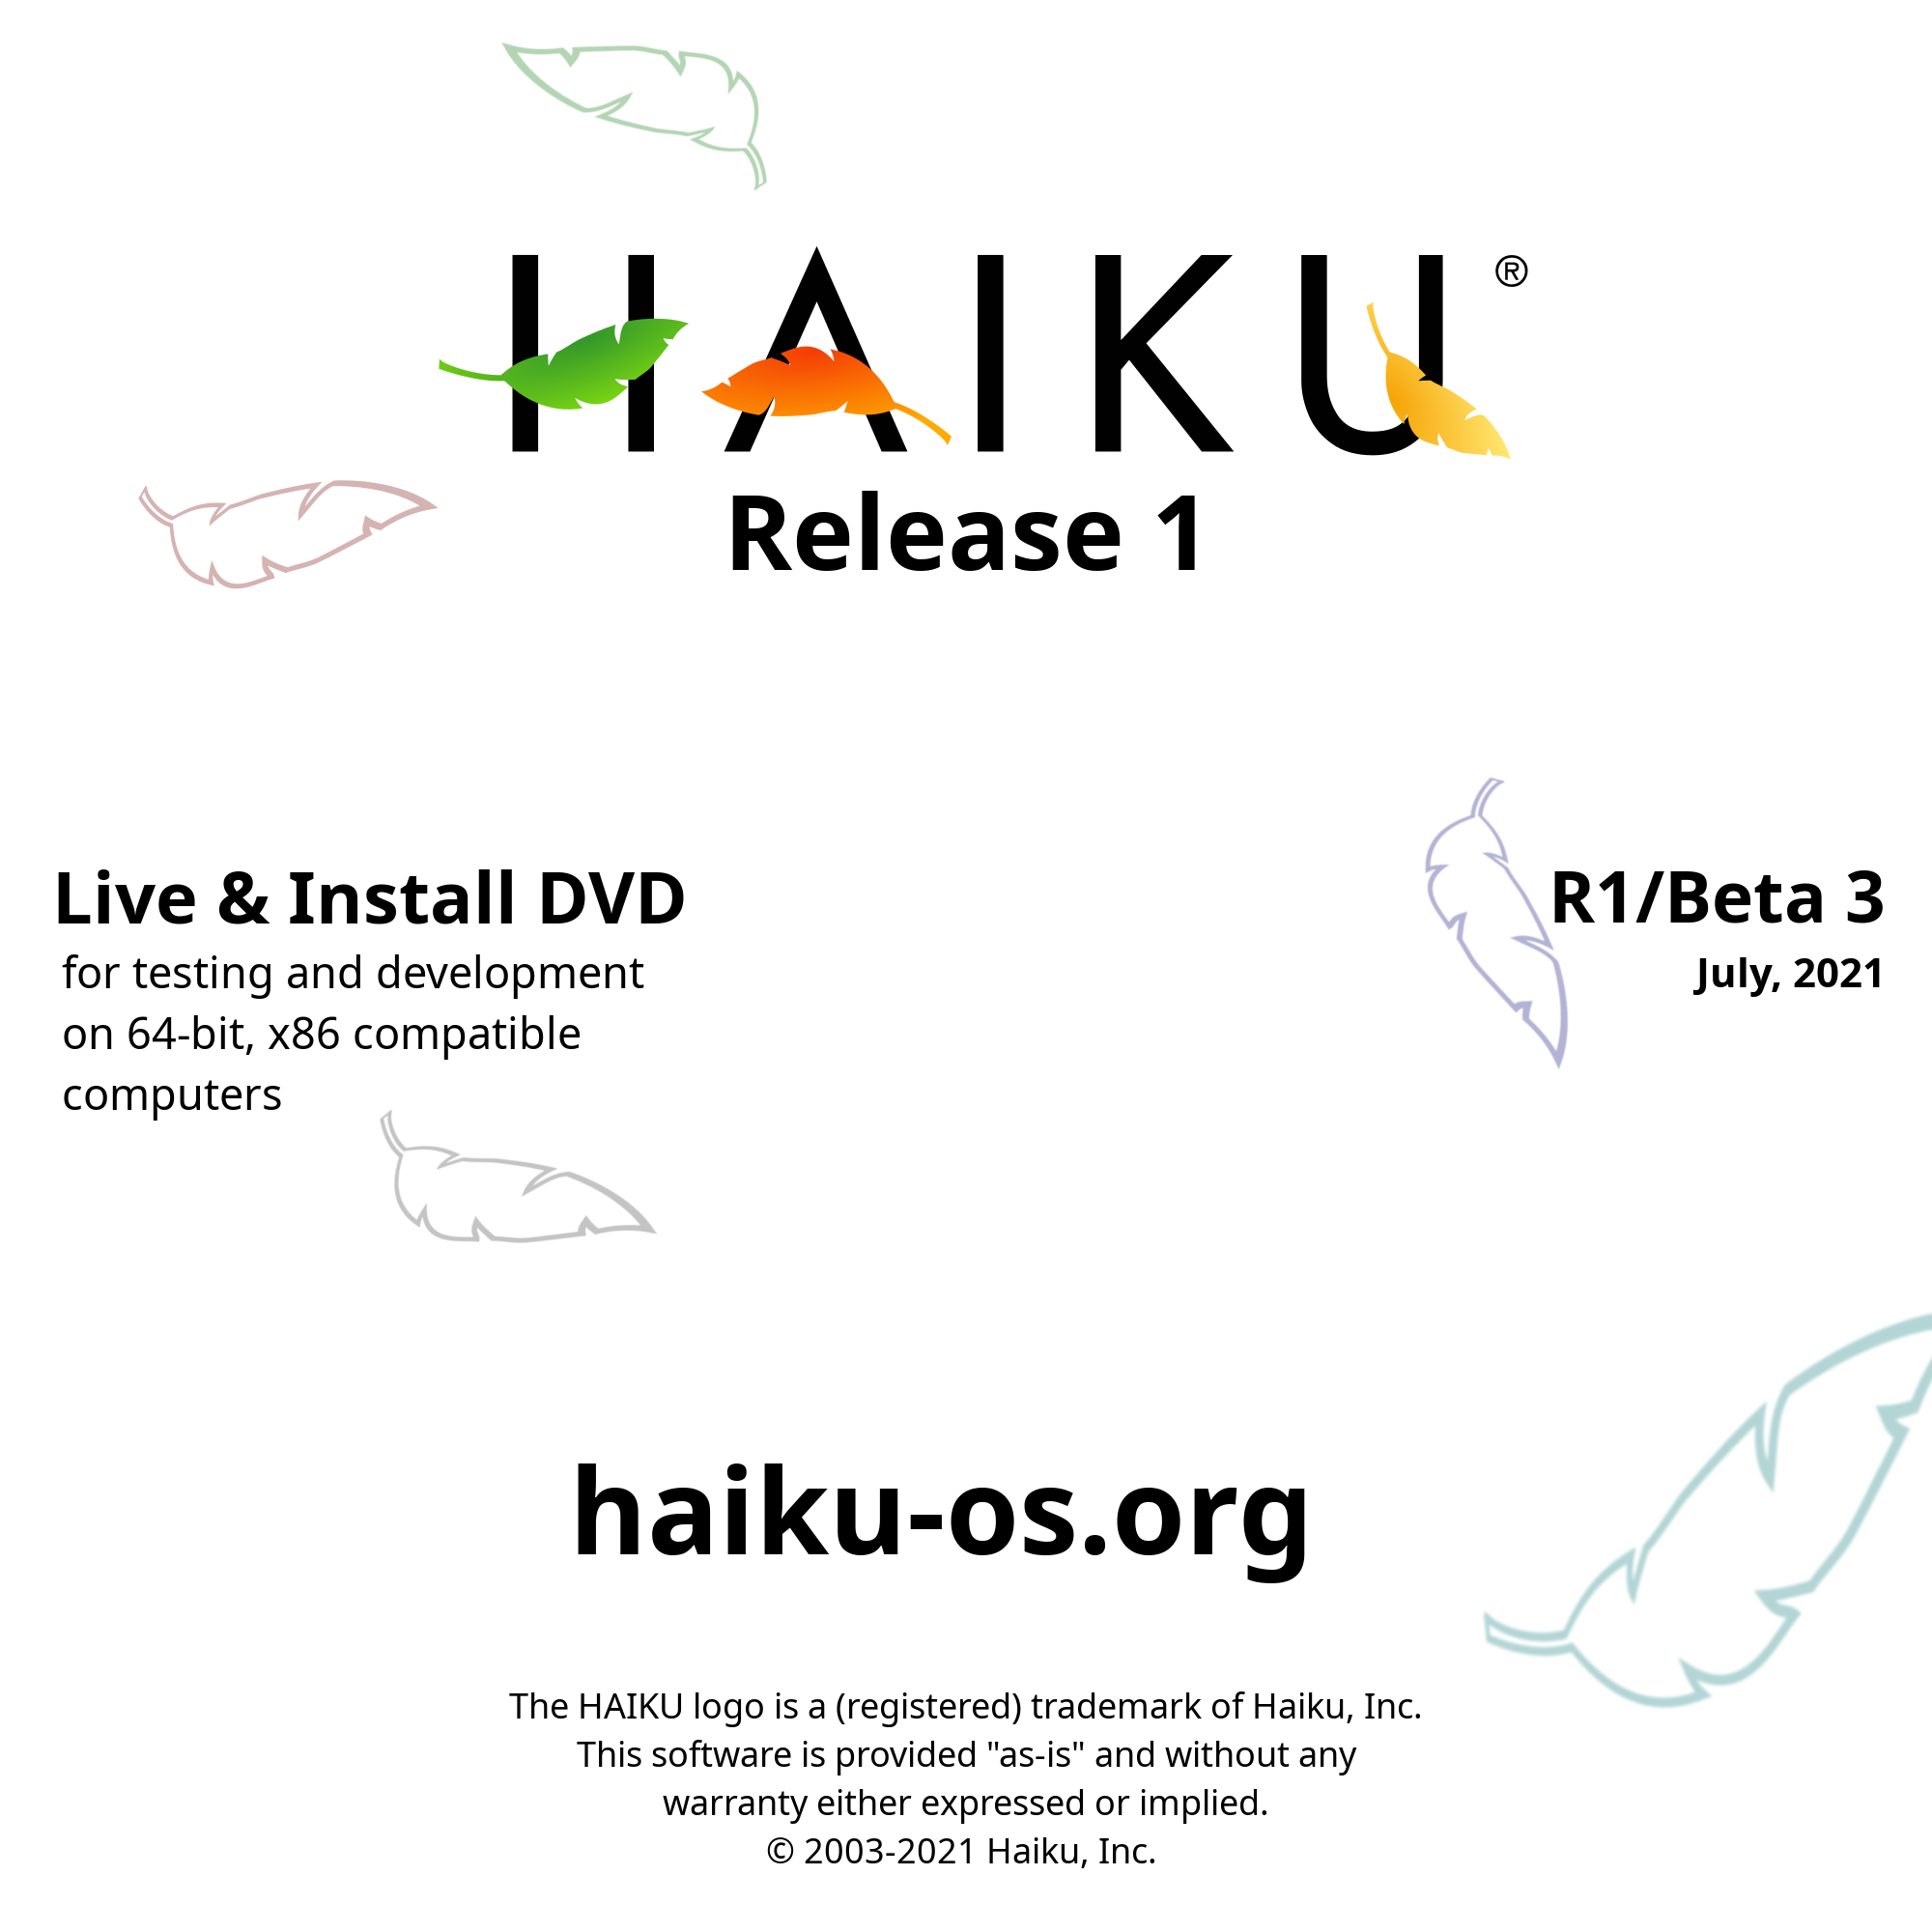 HAIKU®
Release 1
Live & Install DVD
for testing and development
on 64-bit, x86 compatible
computers
R1/Beta 3
July, 2021
haiku-os.org
The HAIKU logo is a (registered) trademark of Haiku, Inc.
This software is provided "as-is" and without any
warranty either expressed or implied.
© 2003-2021 Haiku, Inc.